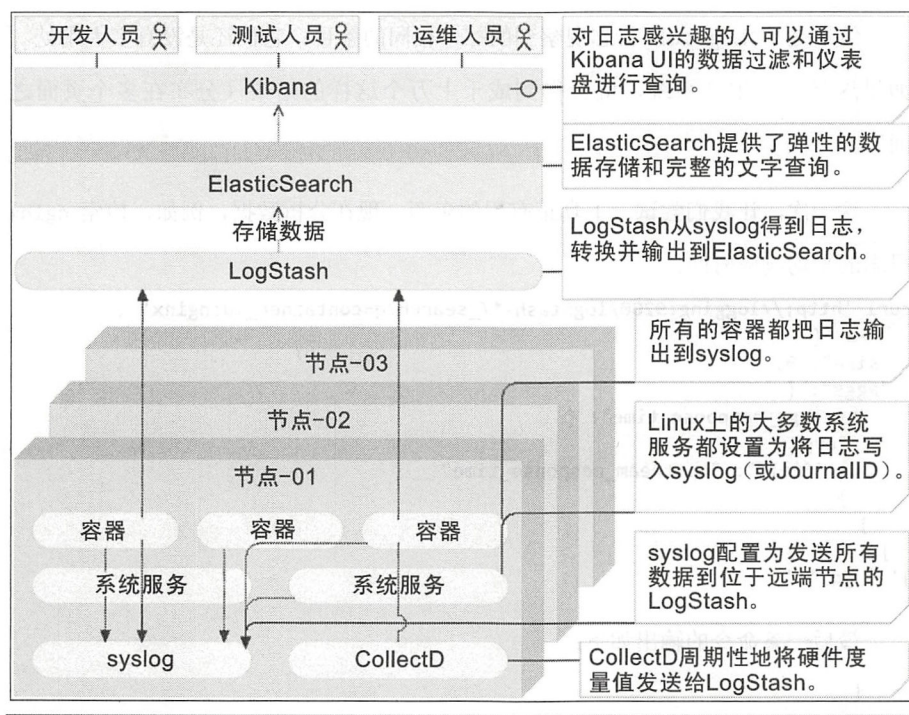 开发人员
测试人员
运维人员
Kibana
对日志感兴趣的人可以通过
Kibana UI的数据过滤和仪表
盘进行查询。
ElasticSearch
ElasticSearch提供了弹性的数
据存储和完整的文字查询。
存储数据
LogStash
LogStash从syslog得到日志，
转换并输出到ElasticSearch。
节点-03
节点-02
节点-01
所有的容器都把日志输
出到syslog。
Linux上的大多数系统
服务都设置为将日志写
入syslog（或JournalID）。
容器
容器
容器
系统服务
系统服务
syslog配置为发送所有
数据到位于远端节点的
LogStash。
syslog
CollectD
CollectD周期性地将硬件度
量值发送给LogStash。